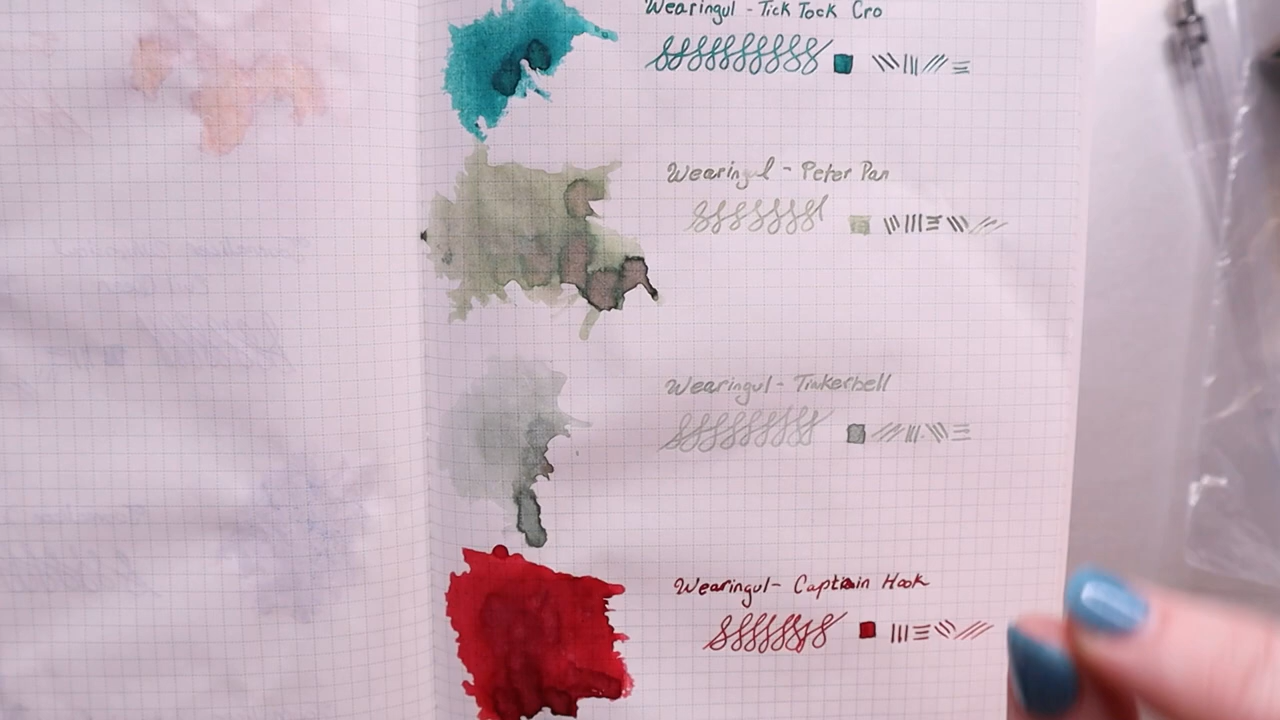 Wearingul - Tick Tock Cro
Wearingul - Peter Pan
Wearingul - Tinkerbell
Wearingul - Captain Hook